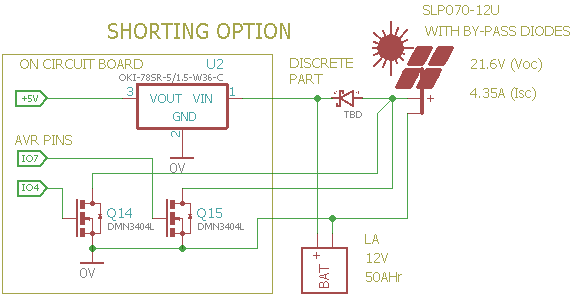 SHORTING OPTION
SLP070-12U
WITH BY-PASS DIODES
21.6V (Voc)
4.35A (Isc)
ON CIRCUIT BOARD
U2
OKI-78SR-5/1.5-W36-C
DISCRETE
PART
+5V
3
VOUT VIN
1
GND
2
0V
TBD
+
AVR PINS
IO7
IO4
Q14
DMN3404L
Q15
DMN3404L
0V
+
BAT
LA
12V
50AHr